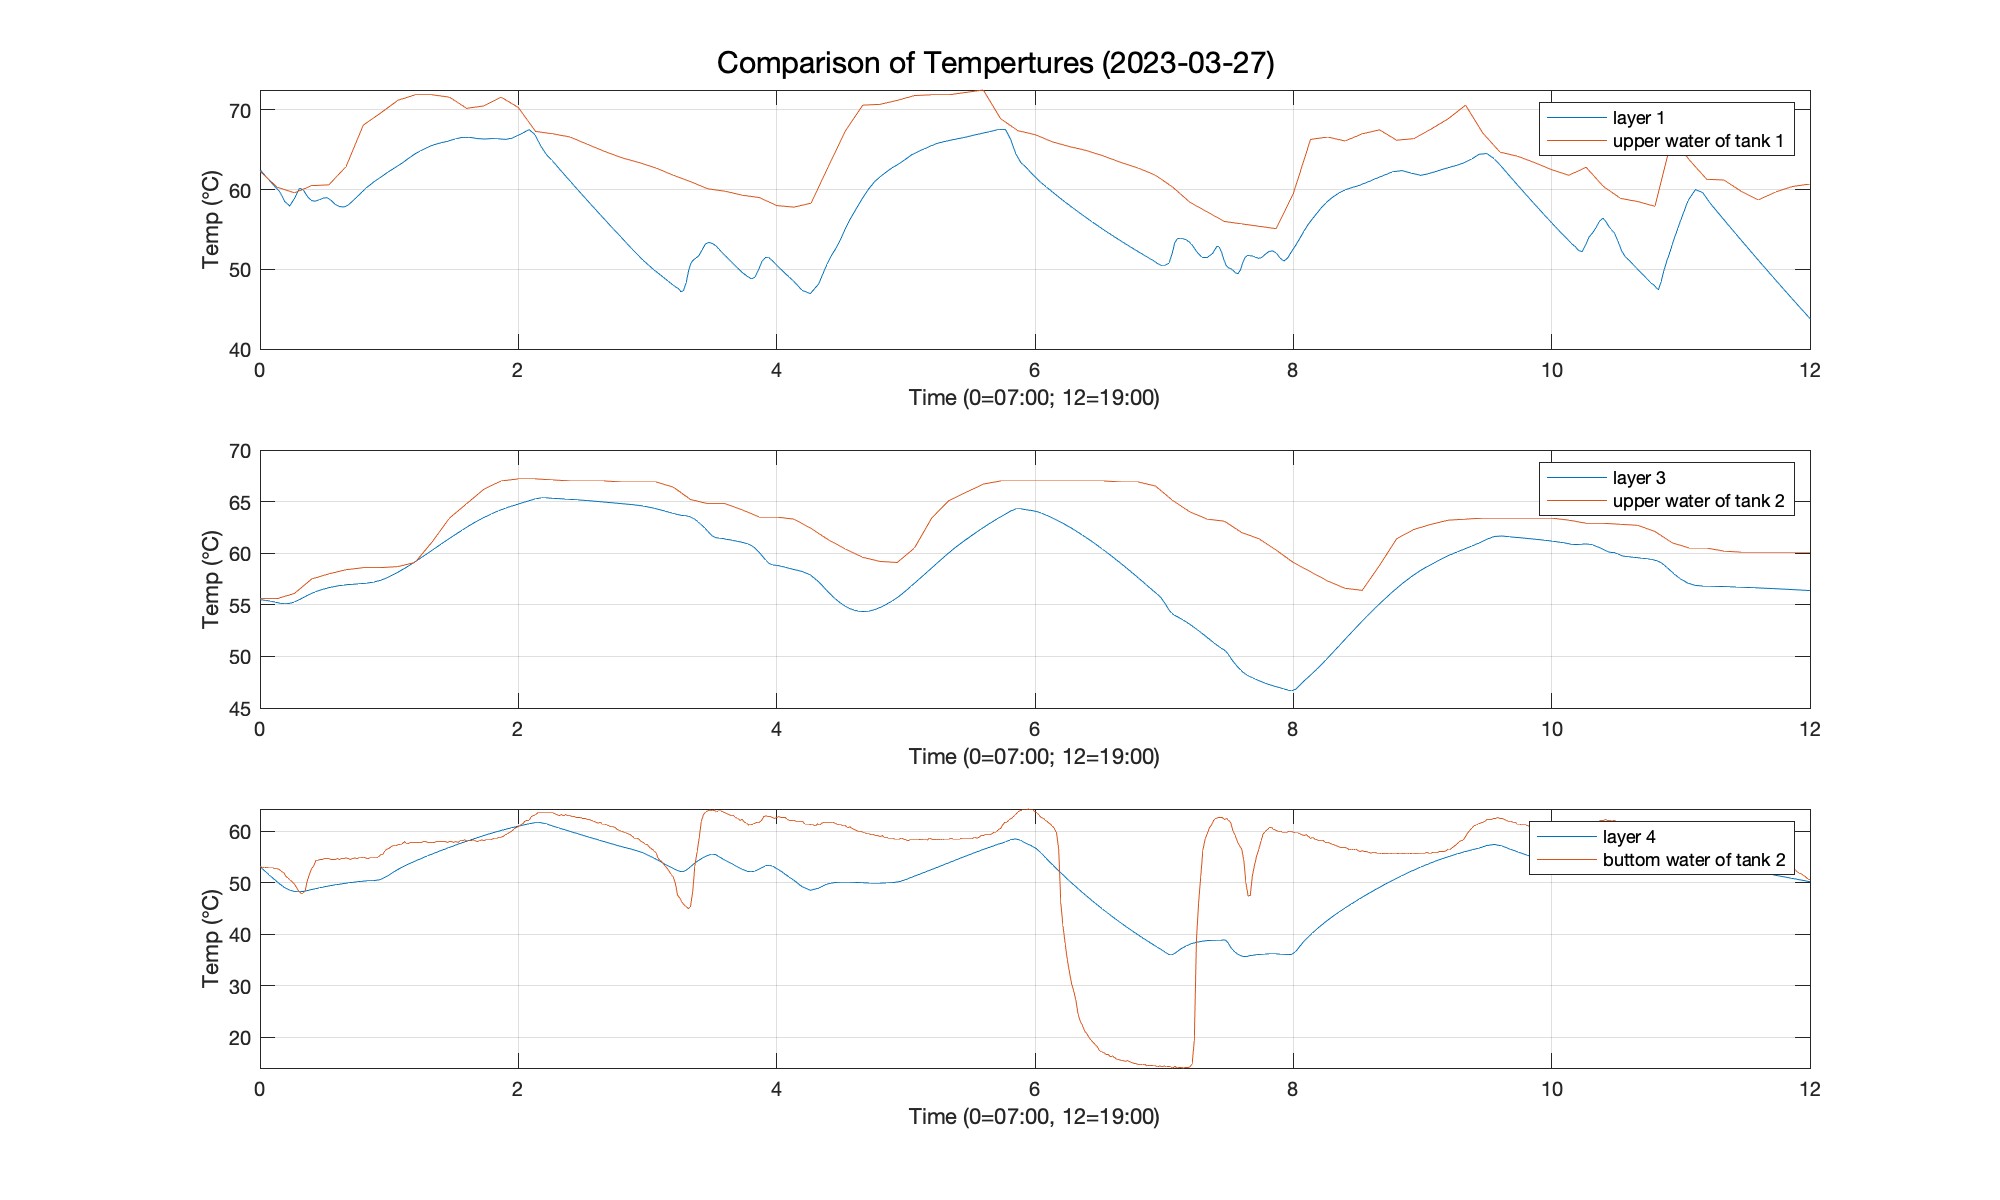 Comparison of Tempertures (2023-03-27)
70
60
50
40
Temp (°C)
0 2 4 6 8 10 12
Time (0=07:00; 12=19:00)
layer 1
upper water of tank 1
70
65
60
55
50
45
Temp (°C)
0 2 4 6 8 10 12
Time (0=07:00; 12=19:00)
layer 3
upper water of tank 2
60
50
40
30
20
Temp (°C)
0 2 4 6 8 10 12
Time (0=07:00, 12=19:00)
layer 4
buttom water of tank 2